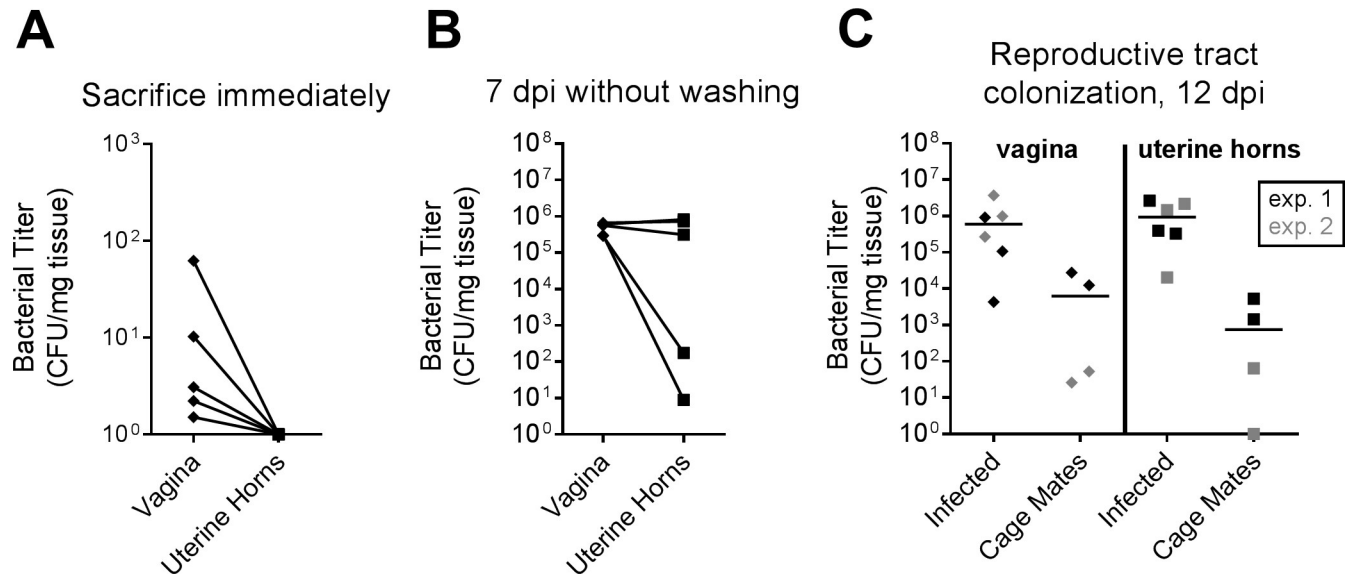 A
Sacrifice immediately
Bacterial Titer
(CFU/mg tissue)
10³
10²
10¹
10⁰
Vagina
Uterine Horns
B
7 dpi without washing
Bacterial Titer
(CFU/mg tissue)
10⁸
10⁷
10⁶
10⁵
10⁴
10³
10²
10¹
10⁰
Vagina
Uterine Horns
C
Reproductive tract
colonization, 12 dpi
Bacterial Titer
(CFU/mg tissue)
10⁸
10⁷
10⁶
10⁵
10⁴
10³
10²
10¹
10⁰
vagina
uterine horns
exp. 1
exp. 2
Infected
Cage Mates
Infected
Cage Mates